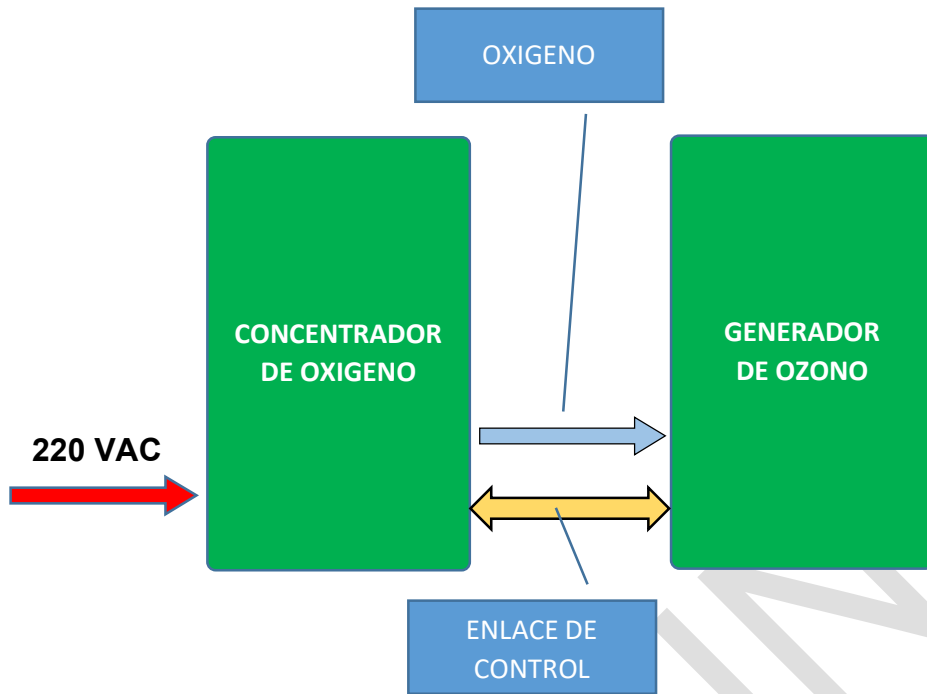 OXIGENO
CONCENTRADOR
DE OXIGENO
GENERADOR
DE OZONO
220 VAC
ENLACE DE
CONTROL